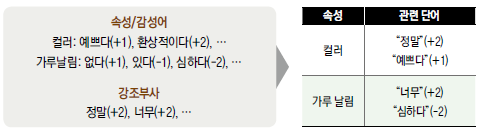 속성/감성어
컬러: 예쁘다(+1), 환상적이다(+2), …
가루날림: 없다(+1), 있다(-1), 심하다(-2), …
강조부사
정말(+2), 너무(+2), …
속성 관련 단어
컬러
“정말”(+2)
“예쁘다”(+1)
가루 날림
“너무”(+2)
“심하다”(-2)